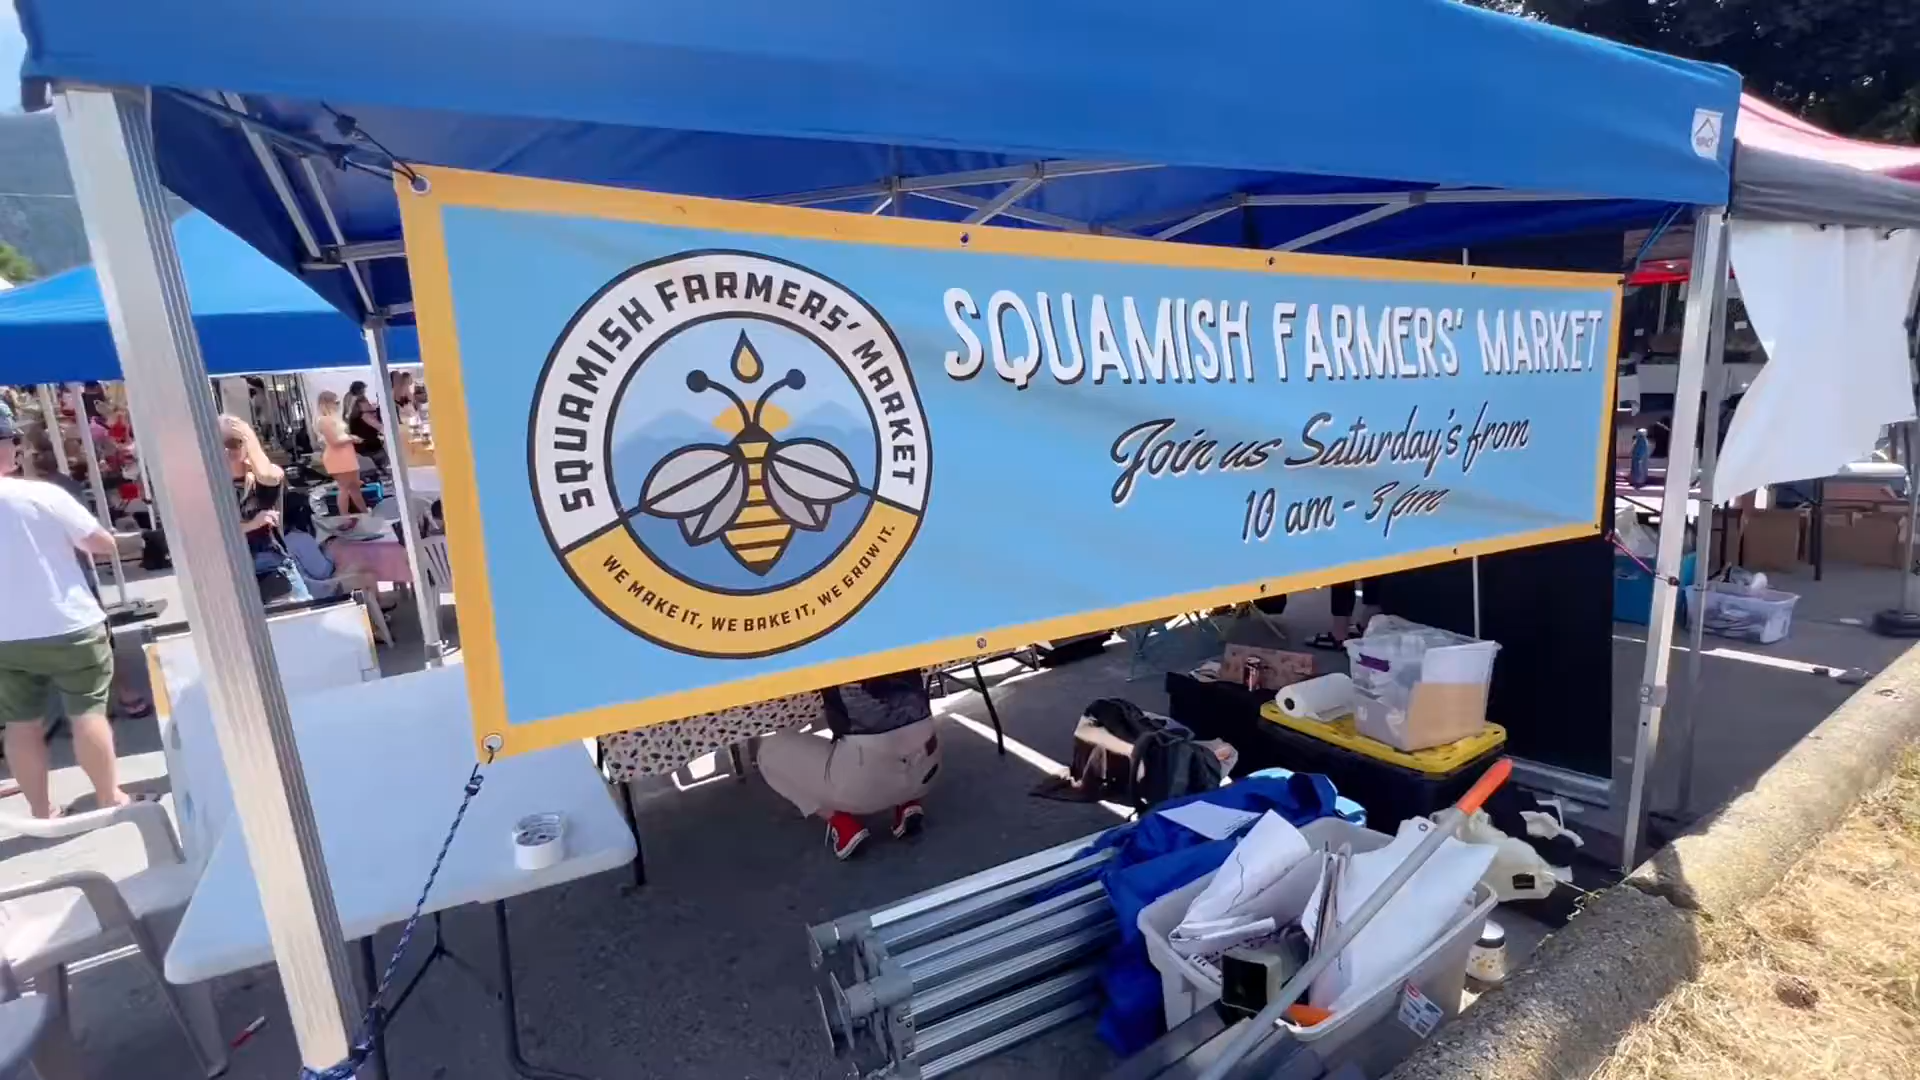 SQUAMISH FARMERS' MARKET
WE MAKE IT, WE BAKE IT, WE GROW IT.
SQUAMISH FARMERS' MARKET
Join us Saturday's from
10 am - 3 pm